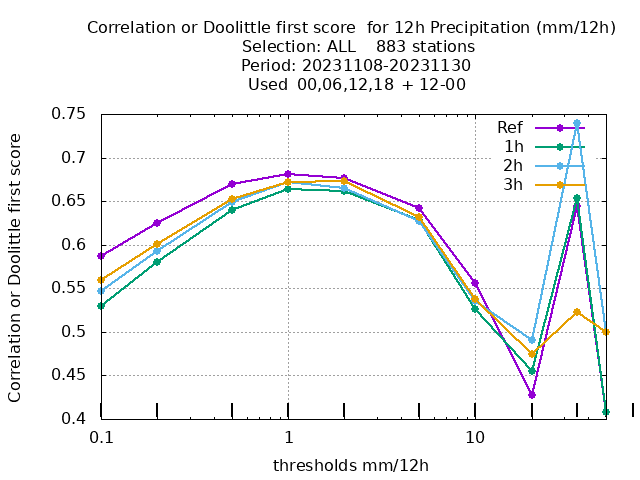 Correlation or Doolittle first score  for 12h Precipitation (mm/12h)
Selection: ALL    883 stations
Period: 20231108-20231130
Used  00,06,12,18  + 12-00
Correlation or Doolittle first score
0.75
0.7
0.65
0.6
0.55
0.5
0.45
0.4
Ref
1h
2h
3h
0.1 1 10
thresholds mm/12h